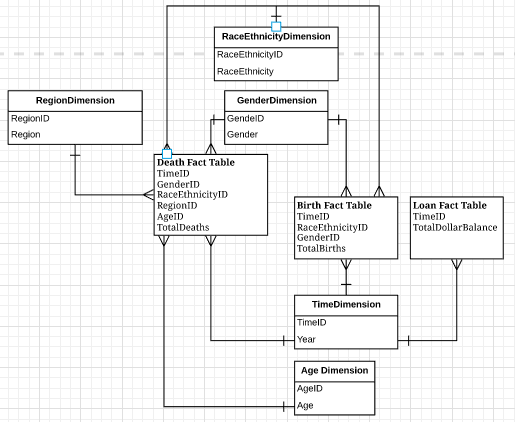 RaceEthnicityDimension
RaceEthnicityID
RaceEthnicity
RegionDimension
RegionID
Region
GenderDimension
GendeID
Gender
Death Fact Table
TimeID
GenderID
RaceEthnicityID
RegionID
AgeID
TotalDeaths
Birth Fact Table
TimeID
RaceEthnicityID
GenderID
TotalBirths
Loan Fact Table
TimeID
TotalDollarBalance
TimeDimension
TimeID
Year
Age Dimension
AgeID
Age